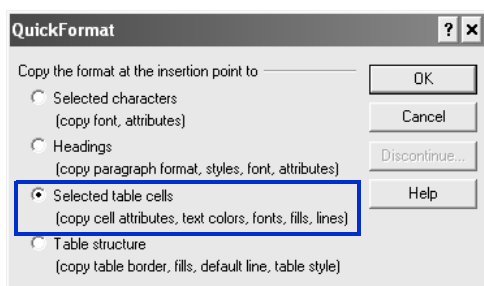 QuickFormat
Copy the format at the insertion point to
OK
Selected characters
(copy font, attributes)
Cancel
Headings
(copy paragraph format, styles, font, attributes)
Discontinue...
Selected table cells
(copy cell attributes, text colors, fonts, fills, lines)
Help
Table structure
(copy table border, fills, default line, table style)